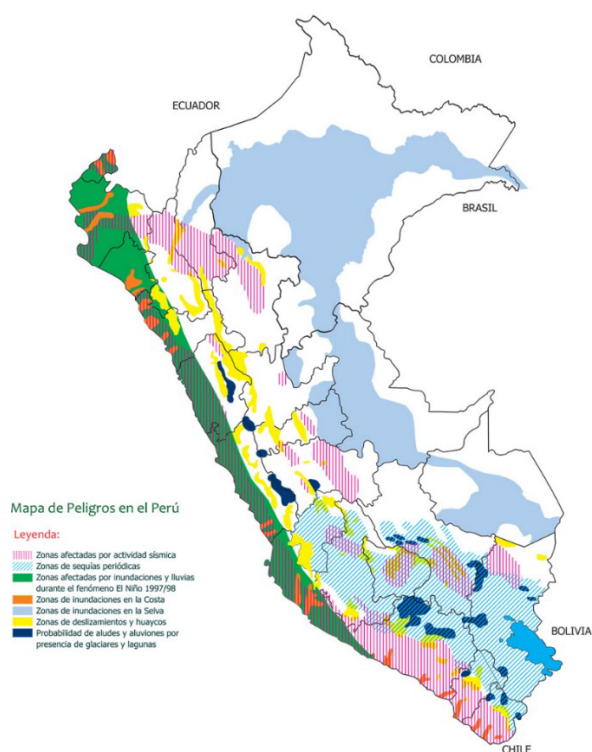 COLOMBIA
ECUADOR
BRASIL
Mapa de Peligros en el Perú
Leyenda:
Zonas afectadas por actividad sísmica
Zonas de sequías periódicas
Zonas afectadas por inundaciones y lluvias
durante el fenómeno El Niño 1997/98
Zonas de inundaciones en la Costa
Zonas de inundaciones en la Selva
Zonas de deslizamientos y huaycos
Probabilidad de aludes y aluviones por
presencia de glaciares y lagunas
BOLIVIA
CHILE